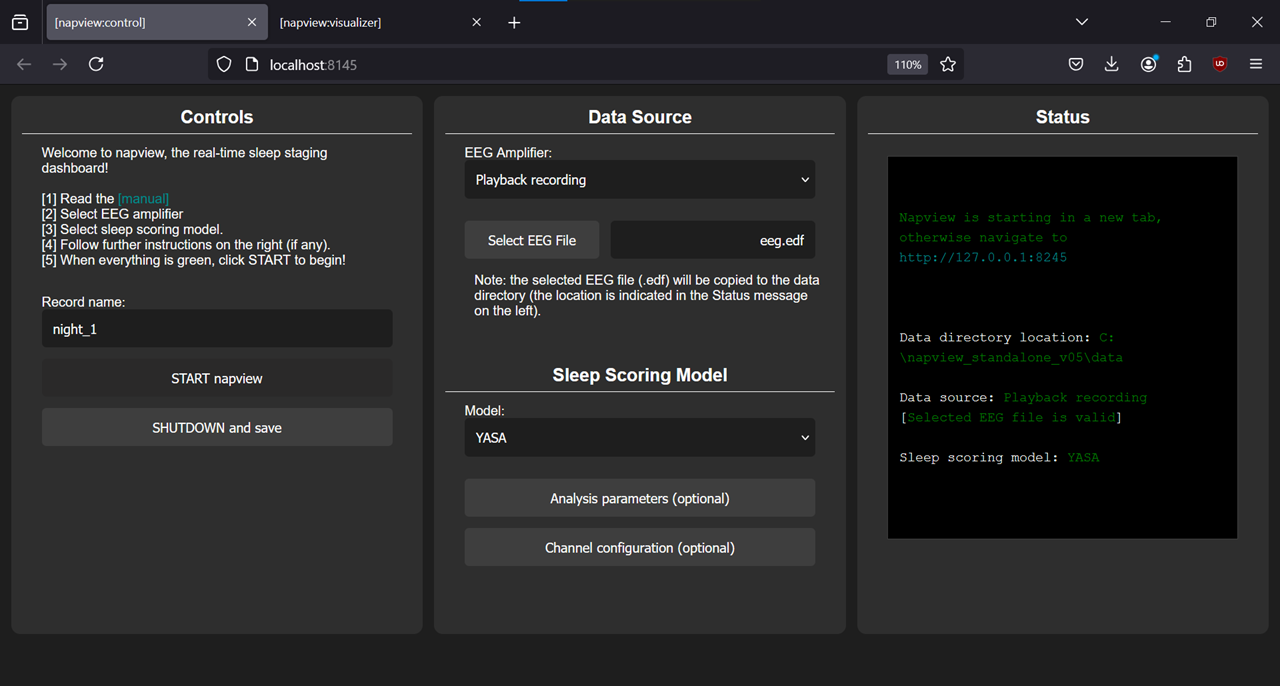 [napview:control]
[napview:visualizer]
localhost:8145
110%
Controls
Welcome to napview, the real-time sleep staging
dashboard!
[1] Read the [manual]
[2] Select EEG amplifier
[3] Select sleep scoring model.
[4] Follow further instructions on the right (if any).
[5] When everything is green, click START to begin!
Record name:
night_1
START napview
SHUTDOWN and save
Data Source
EEG Amplifier:
Playback recording
Select EEG File
eeg.edf
Note: the selected EEG file (.edf) will be copied to the data
directory (the location is indicated in the Status message
on the left).
Sleep Scoring Model
Model:
YASA
Analysis parameters (optional)
Channel configuration (optional)
Status
Napview is starting in a new tab,
otherwise navigate to
http://127.0.0.1:8245
Data directory location: C:
\napview_standalone_v05\data
Data source: Playback recording
[Selected EEG file is valid]
Sleep scoring model: YASA